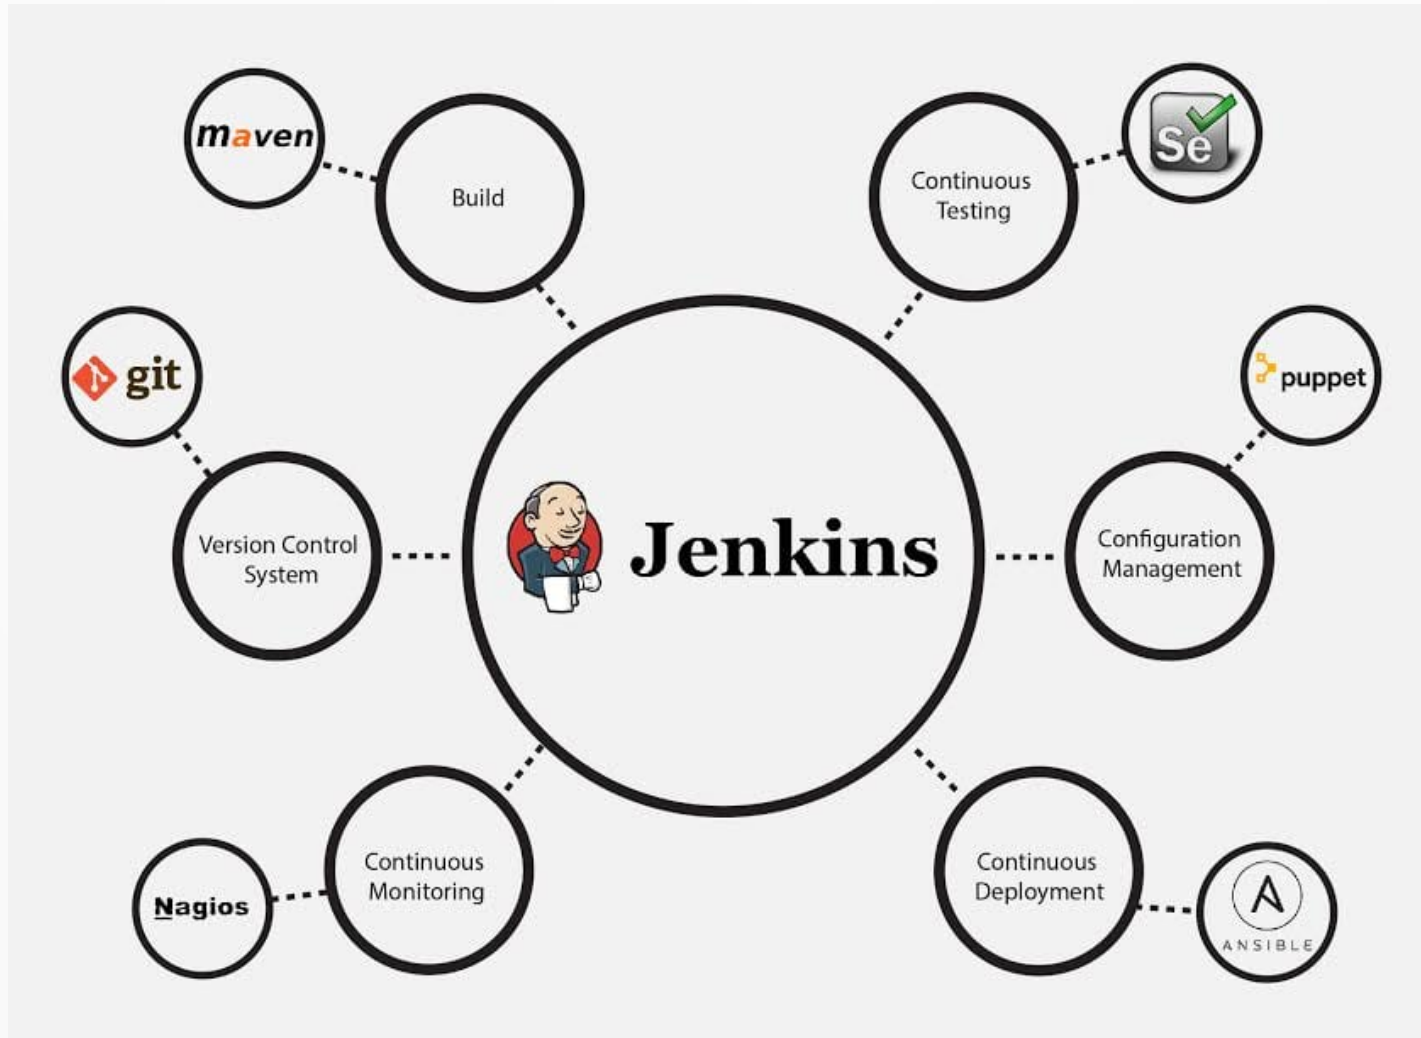 maven
Build
Continuous
Testing
Se
git
puppet
Version Control
System
Jenkins
Configuration
Management
Continuous
Monitoring
Nagios
Continuous
Deployment
ANSIBLE